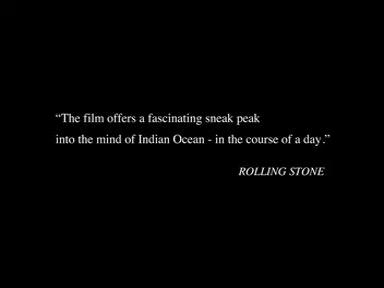 “The film offers a fascinating sneak peak
into the mind of Indian Ocean - in the course of a day.”
ROLLING STONE